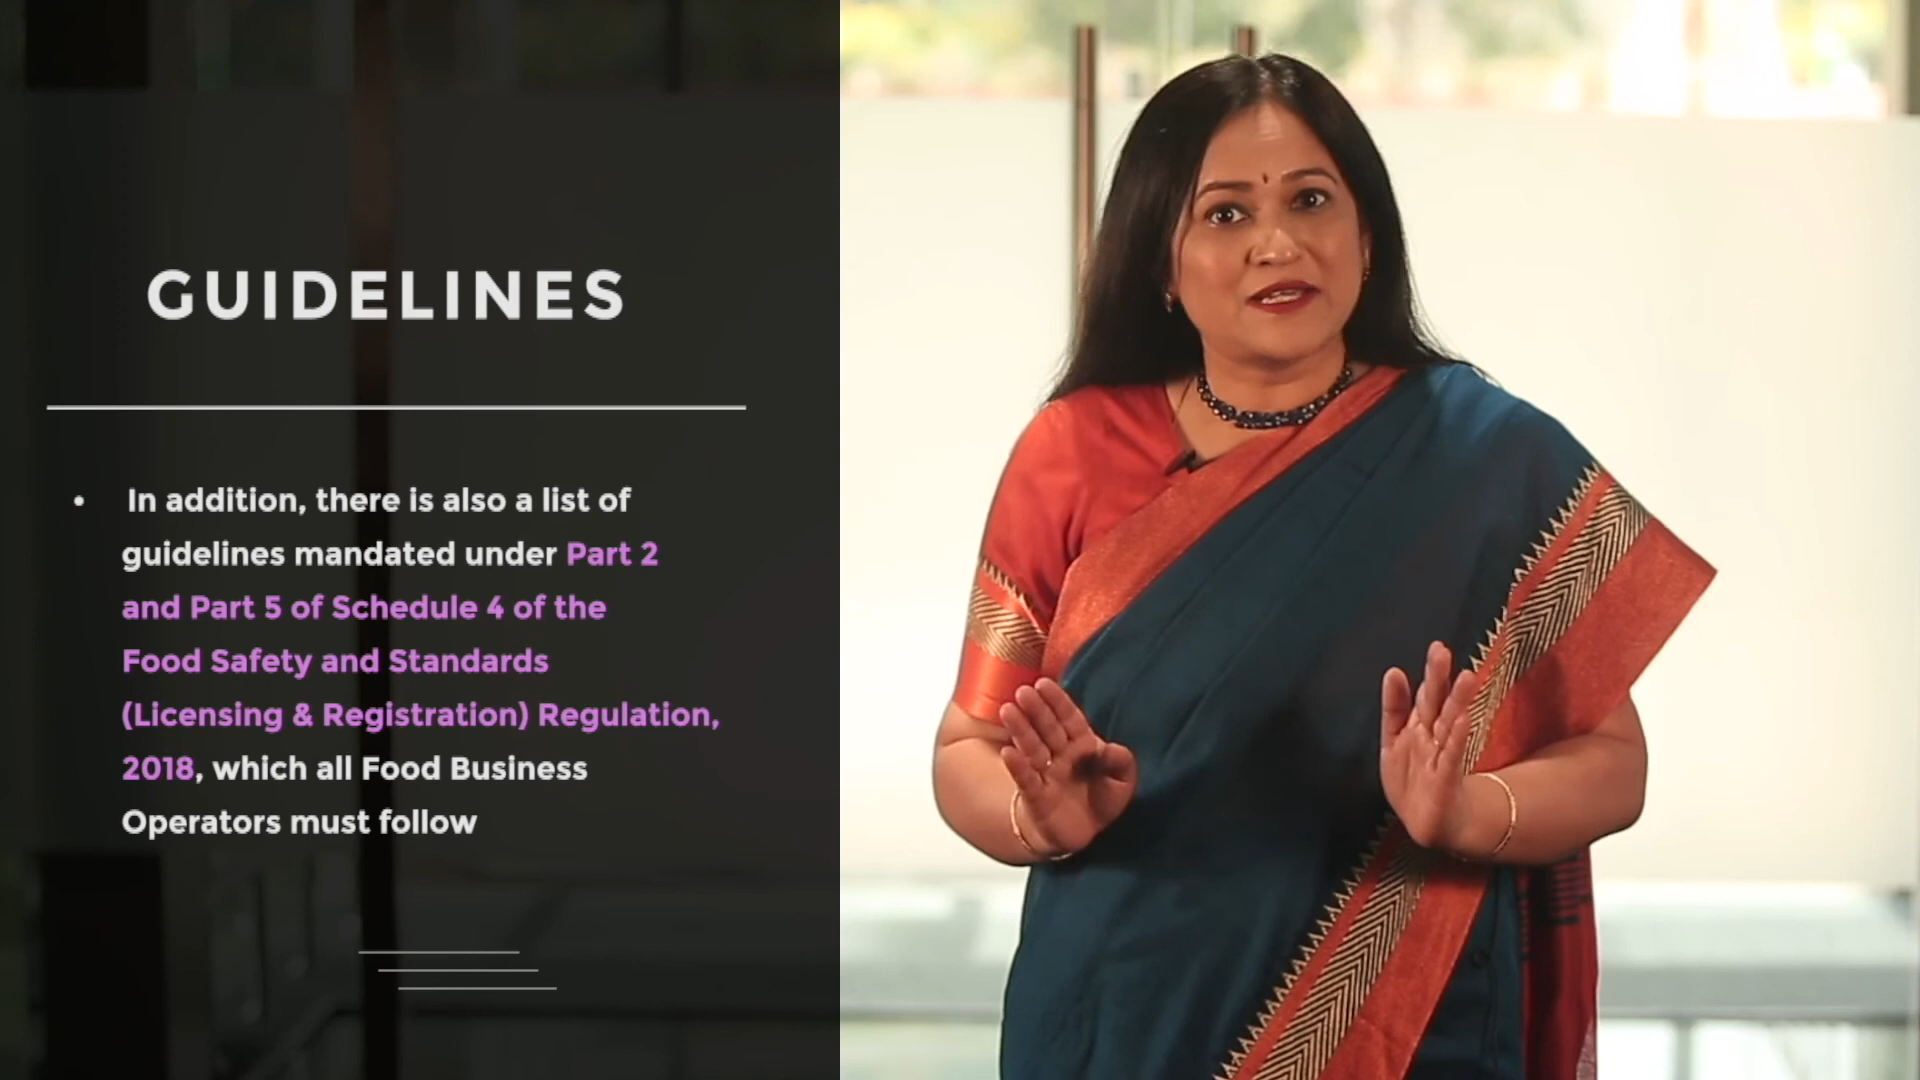 GUIDELINES
• In addition, there is also a list of
guidelines mandated under Part 2
and Part 5 of Schedule 4 of the
Food Safety and Standards
(Licensing & Registration) Regulation,
2018, which all Food Business
Operators must follow